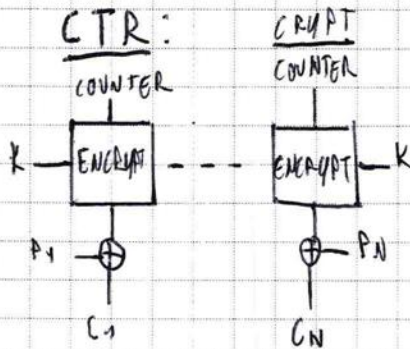 CTR:
COUNTER
K ENCRYPT
P1
C1
CRYPT
COUNTER
ENCRYPT K
PN
CN